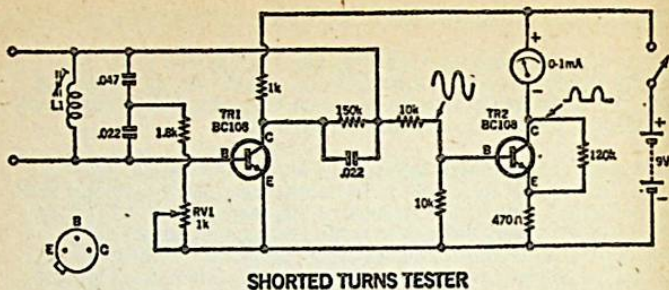 L1
.047
.022
1.8k
RV1
1k
1k
TR1
BC108
B
C
E
150k
.022
10k
10k
TR2
BC108
B
C
E
+
0-1mA
-
120k
470Ω
+
9V
-
B
E
C
SHORTED TURNS TESTER